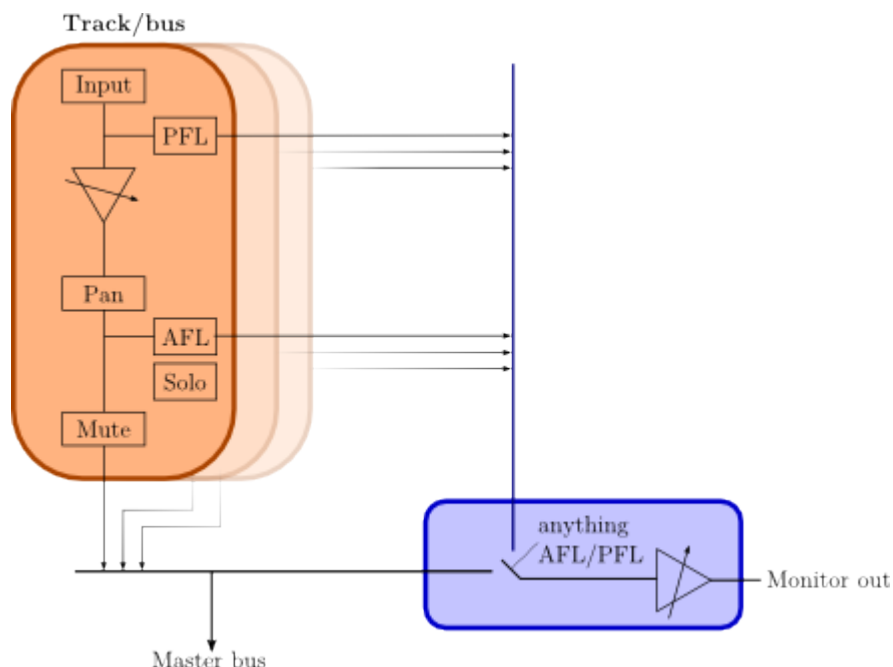 Track/bus
Input
PFL
Pan
AFL
Solo
Mute
anything
AFL/PFL
Monitor out
Master bus